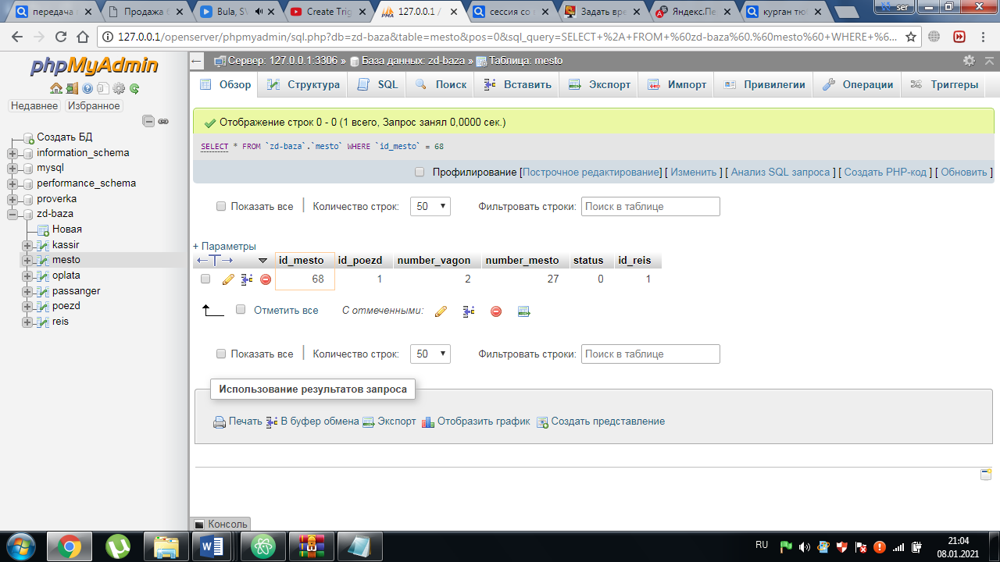 передача
Продажа
Bula, SV
Create Trig
127.0.0.1 /
сессия со
Задать вре
Яндекс.Пе
курган тю
ser
127.0.0.1/openserver/phpmyadmin/sql.php?db=zd-baza&table=mesto&pos=0&sql_query=SELECT+%2A+FROM+%60zd-baza%60.%60mesto%60+WHERE+%6...
phpMyAdmin
Недавнее Избранное
Создать БД
information_schema
mysql
performance_schema
proverka
zd-baza
Новая
kassir
mesto
oplata
passanger
poezd
reis
Сервер: 127.0.0.1:3306 » База данных: zd-baza » Таблица: mesto
Обзор Структура SQL Поиск Вставить Экспорт Импорт Привилегии Операции Триггеры
Отображение строк 0 - 0 (1 всего, Запрос занял 0,0000 сек.)
SELECT * FROM `zd-baza`.`mesto` WHERE `id_mesto` = 68
Профилирование [Построчное редактирование] [ Изменить ] [ Анализ SQL запроса ] [ Создать PHP-код ] [ Обновить ]
Показать все Количество строк: 50 Фильтровать строки: Поиск в таблице
+ Параметры
id_mesto id_poezd number_vagon number_mesto status id_reis
68 1 2 27 0 1
Отметить все С отмеченными:
Показать все Количество строк: 50 Фильтровать строки: Поиск в таблице
Использование результатов запроса
Печать В буфер обмена Экспорт Отобразить график Создать представление
Консоль
RU
21:04
08.01.2021